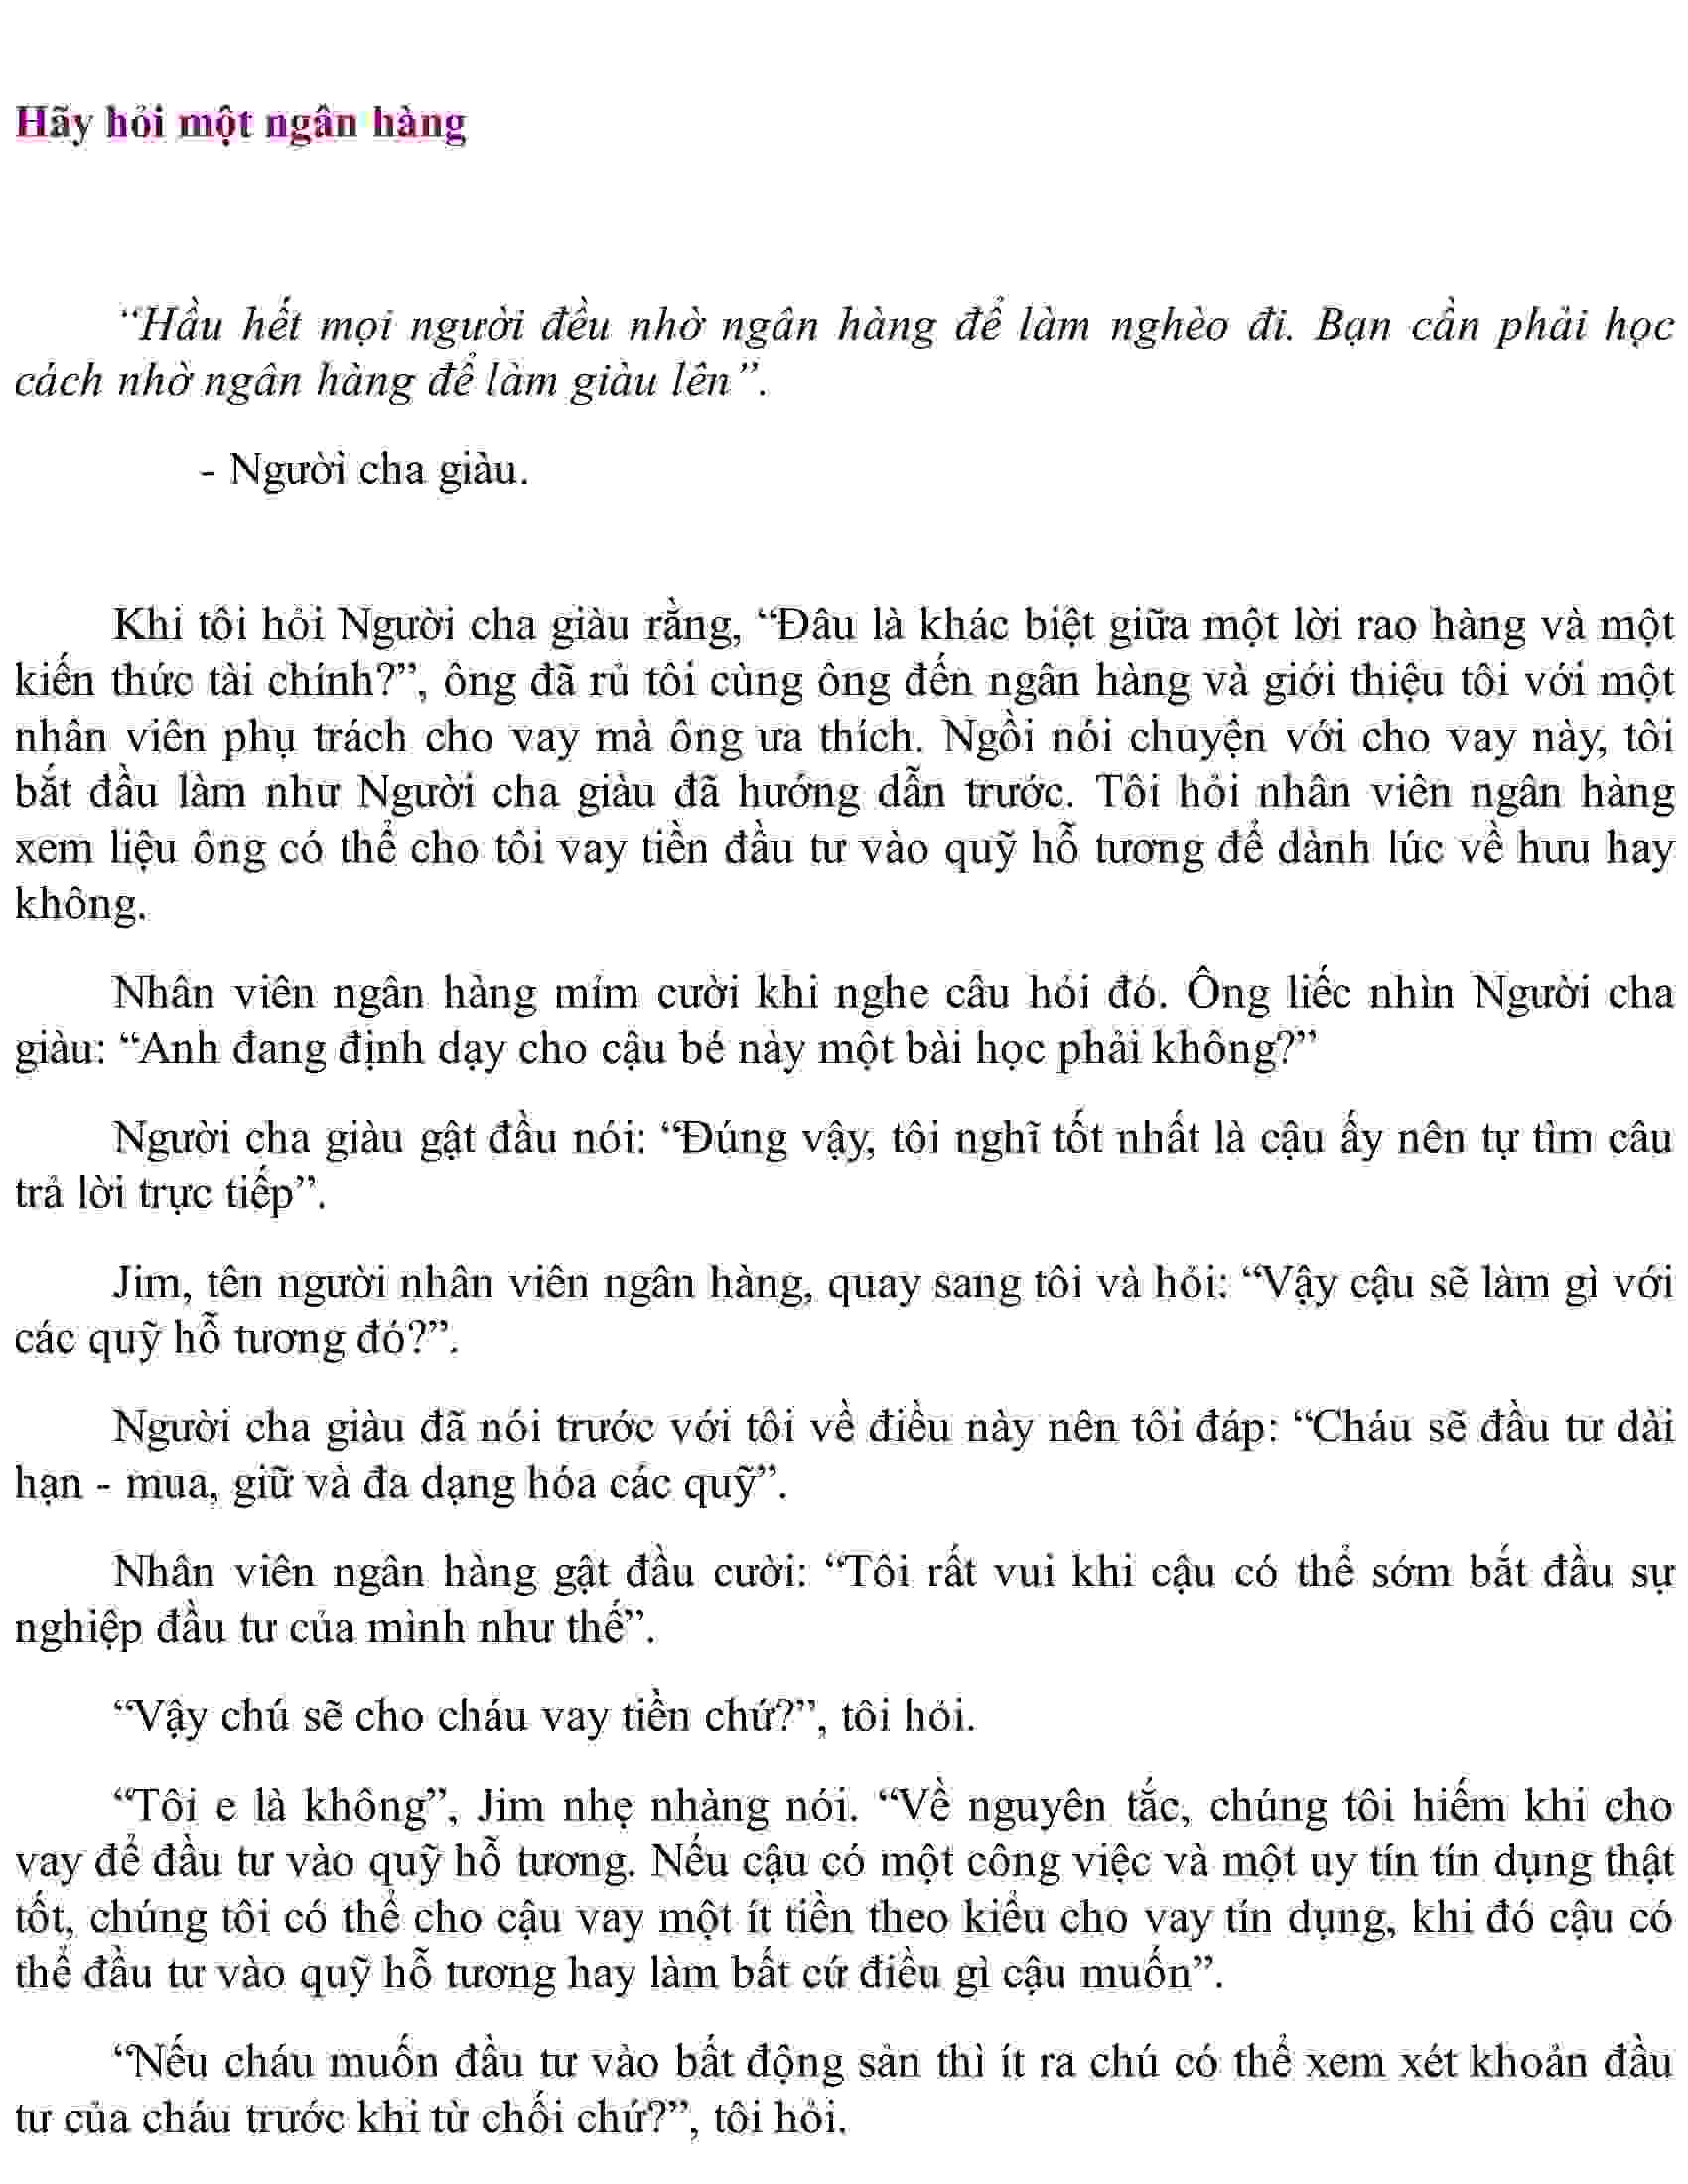 Hãy hỏi một ngân hàng
“Hầu hết mọi người đều nhờ ngân hàng để làm nghèo đi. Bạn cần phải học
cách nhờ ngân hàng để làm giàu lên”.
- Người cha giàu.
Khi tôi hỏi Người cha giàu rằng, “Đâu là khác biệt giữa một lời rao hàng và một
kiến thức tài chính?”, ông đã rủ tôi cùng ông đến ngân hàng và giới thiệu tôi với một
nhân viên phụ trách cho vay mà ông ưa thích. Ngồi nói chuyện với cho vay này, tôi
bắt đầu làm như Người cha giàu đã hướng dẫn trước. Tôi hỏi nhân viên ngân hàng
xem liệu ông có thể cho tôi vay tiền đầu tư vào quỹ hỗ tương để dành lúc về hưu hay
không.
Nhân viên ngân hàng mỉm cười khi nghe câu hỏi đó. Ông liếc nhìn Người cha
giàu: “Anh đang định dạy cho cậu bé này một bài học phải không?”
Người cha giàu gật đầu nói: “Đúng vậy, tôi nghĩ tốt nhất là cậu ấy nên tự tìm câu
trả lời trực tiếp”.
Jim, tên người nhân viên ngân hàng, quay sang tôi và hỏi: “Vậy cậu sẽ làm gì với
các quỹ hỗ tương đó?”.
Người cha giàu đã nói trước với tôi về điều này nên tôi đáp: “Cháu sẽ đầu tư dài
hạn - mua, giữ và đa dạng hóa các quỹ”.
Nhân viên ngân hàng gật đầu cười: “Tôi rất vui khi cậu có thể sớm bắt đầu sự
nghiệp đầu tư của mình như thế”.
“Vậy chú sẽ cho cháu vay tiền chứ?”, tôi hỏi.
“Tôi e là không”, Jim nhẹ nhàng nói. “Về nguyên tắc, chúng tôi hiếm khi cho
vay để đầu tư vào quỹ hỗ tương. Nếu cậu có một công việc và một uy tín tín dụng thật
tốt, chúng tôi có thể cho cậu vay một ít tiền theo kiểu cho vay tín dụng, khi đó cậu có
thể đầu tư vào quỹ hỗ tương hay làm bất cứ điều gì cậu muốn”.
“Nếu cháu muốn đầu tư vào bất động sản thì ít ra chú có thể xem xét khoản đầu
tư của cháu trước khi từ chối chứ?”, tôi hỏi.